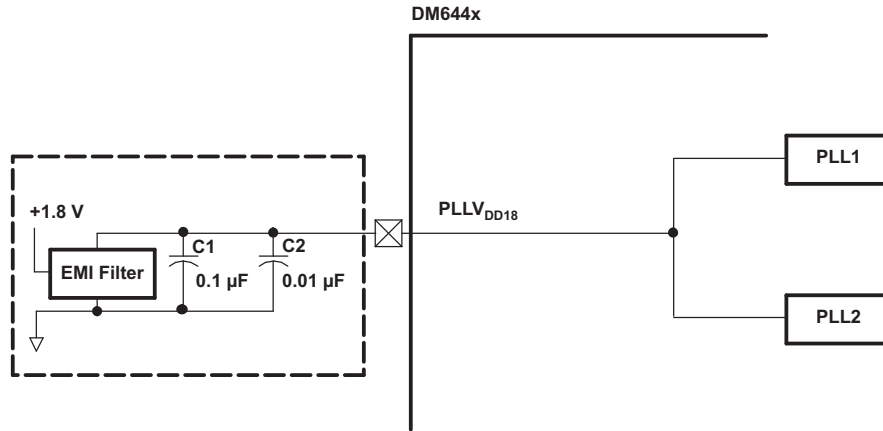 DM644x
PLL1
+1.8 V
PLLVDD18
C1
C2
EMI Filter
0.1 µF
0.01 µF
PLL2